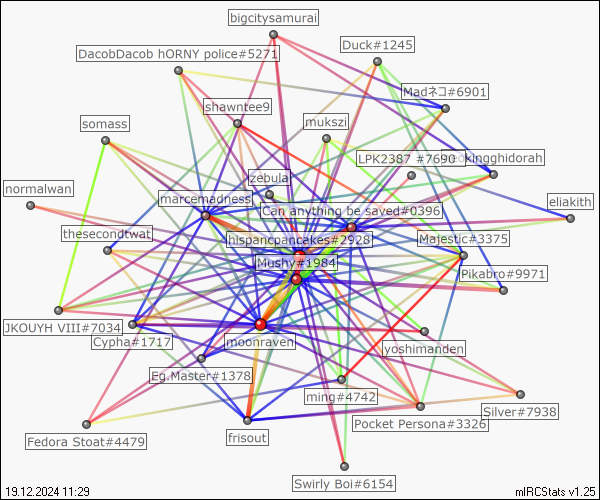 bigcitysamurai
Duck#1245
DacobDacob hORNY police#5271
Madネコ#6901
shawntee9
mukszi
somass
LPK2387 #7690
okingghidorah
zebula
normalwan
marcemadness
eliakith
Can anything be saved#0396
thesecondtwat
hispancpancakes#2928
Majestic#3375
Mushy#1984
Pikabro#9971
JKOUYH VIII#7034
Cypha#1717
moonraven
yoshimanden
Eg.Master#1378
ming#4742
Silver#7938
Pocket Persona#3326
Fedora Stoat#4479
frisout
Swirly Boi#6154
19.12.2024 11:29
mIRCStats v1.25